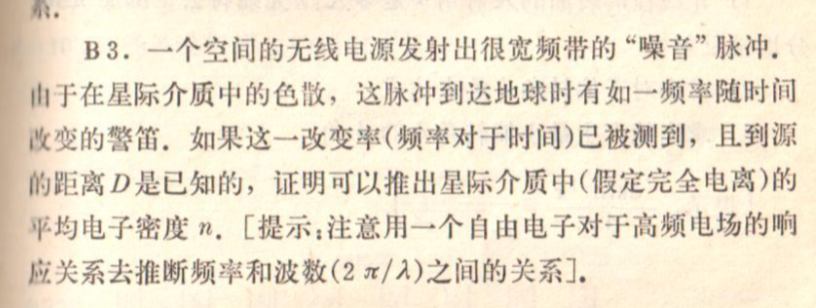 B 3．一个空间的无线电源发射出很宽频带的“噪音”脉冲．
由于在星际介质中的色散，这脉冲到达地球时有如一频率随时间
改变的警笛．如果这一改变率(频率对于时间)已被测到，且到源
的距离D是已知的，证明可以推出星际介质中(假定完全电离)的
平均电子密度 n．[提示：注意用一个自由电子对于高频电场的响
应关系去推断频率和波数(2 π/λ)之间的关系]．